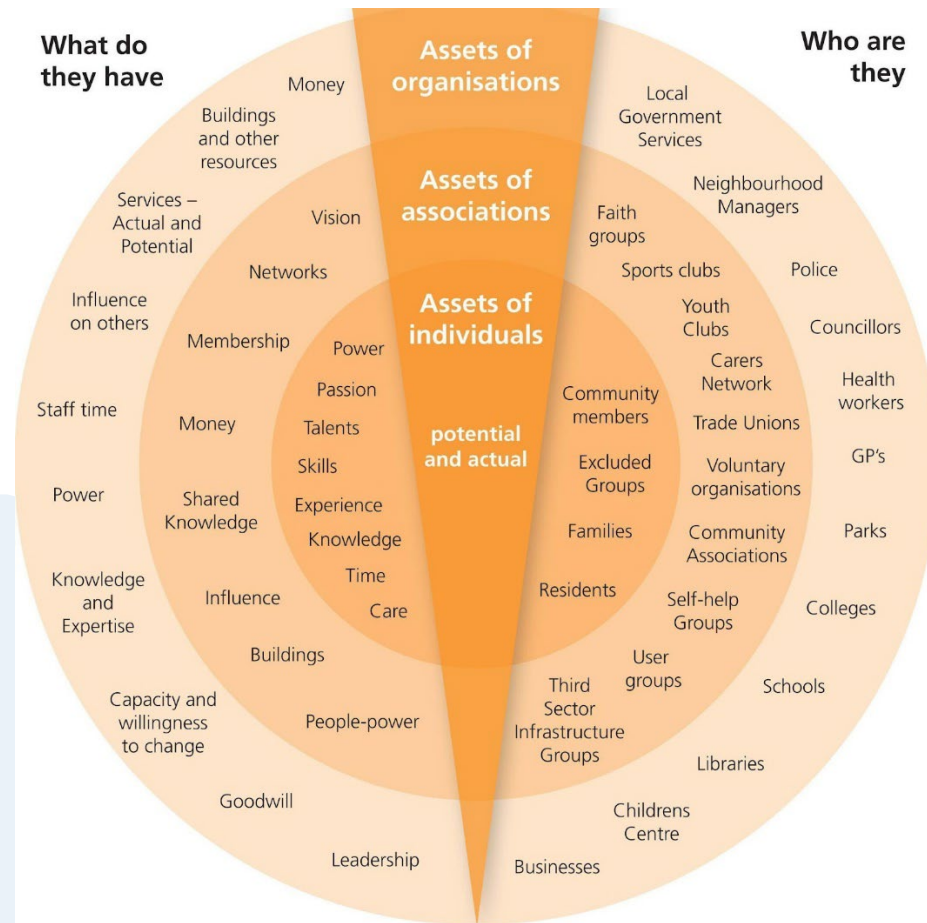 What do
they have
Assets of
organisations
Who are
they
Money
Buildings
and other
resources
Services –
Actual and
Potential
Influence
on others
Staff time
Power
Knowledge
and
Expertise
Capacity and
willingness
to change
Goodwill
Leadership
Local
Government
Services
Neighbourhood
Managers
Police
Councillors
Health
workers
GP's
Parks
Colleges
Schools
Libraries
Childrens
Centre
Businesses
Assets of
associations
Vision
Networks
Membership
Money
Shared
Knowledge
Influence
Buildings
People-power
Faith
groups
Sports clubs
Youth
Clubs
Carers
Network
Trade Unions
Voluntary
organisations
Community
Associations
Self-help
Groups
User
groups
Third
Sector
Infrastructure
Groups
Assets of
individuals
potential
and actual
Power
Passion
Talents
Skills
Experience
Knowledge
Time
Care
Community
members
Excluded
Groups
Families
Residents